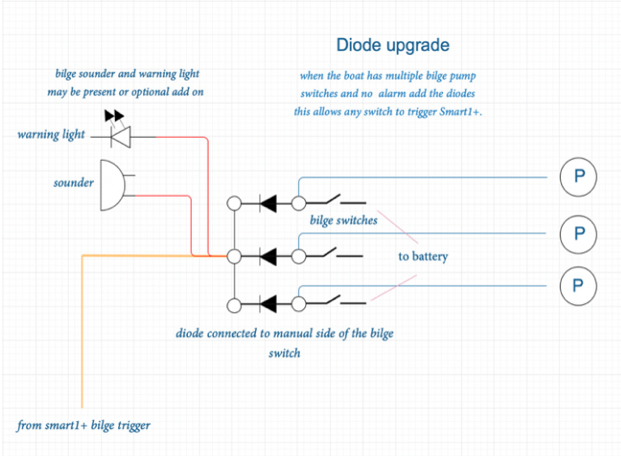 Diode upgrade
bilge sounder and warning light
may be present or optional add on
when the boat has multiple bilge pump
switches and no alarm add the diodes
this allows any switch to trigger Smart1+.
warning light
sounder
P
bilge switches
P
to battery
P
diode connected to manual side of the bilge
switch
from smart1+ bilge trigger